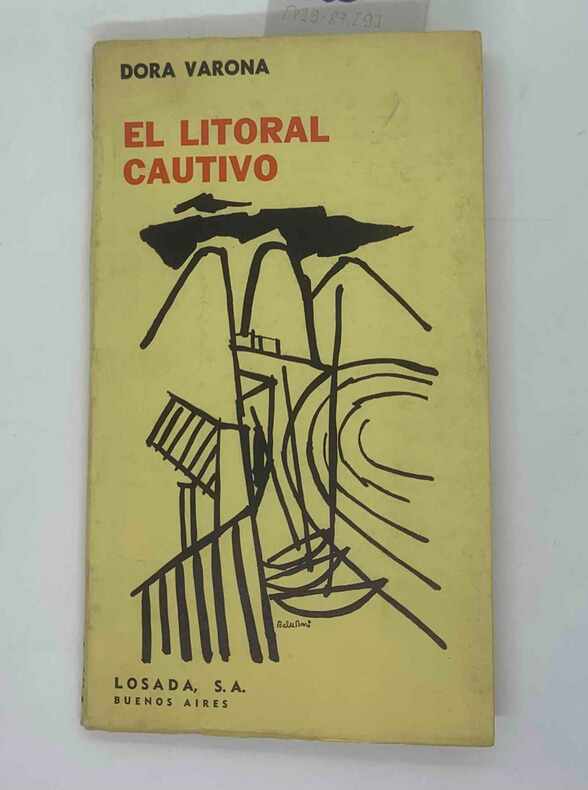 DORA VARONA
EL LITORAL
CAUTIVO
LOSADA, S.A.
BUENOS AIRES